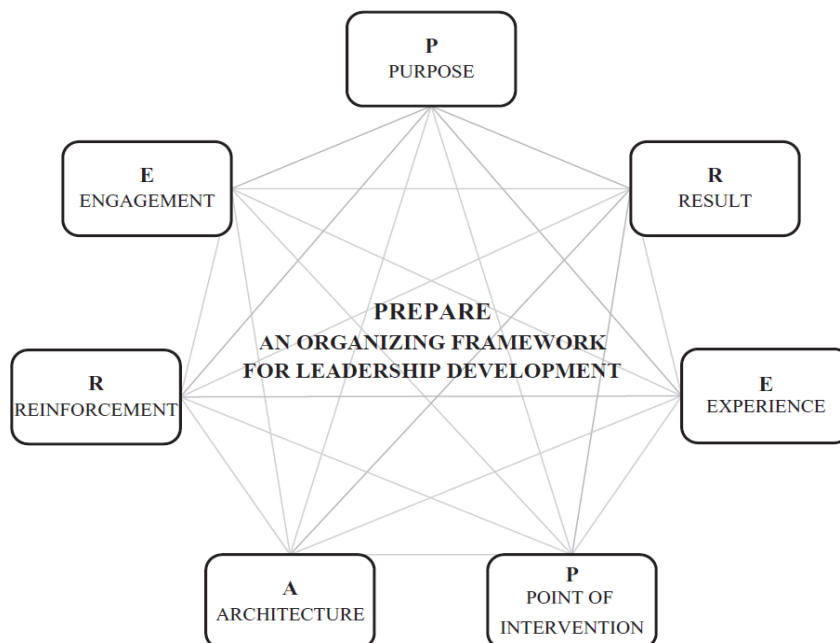 P
PURPOSE
E
ENGAGEMENT
R
RESULT
PREPARE
AN ORGANIZING FRAMEWORK
FOR LEADERSHIP DEVELOPMENT
R
REINFORCEMENT
E
EXPERIENCE
A
ARCHITECTURE
P
POINT OF
INTERVENTION